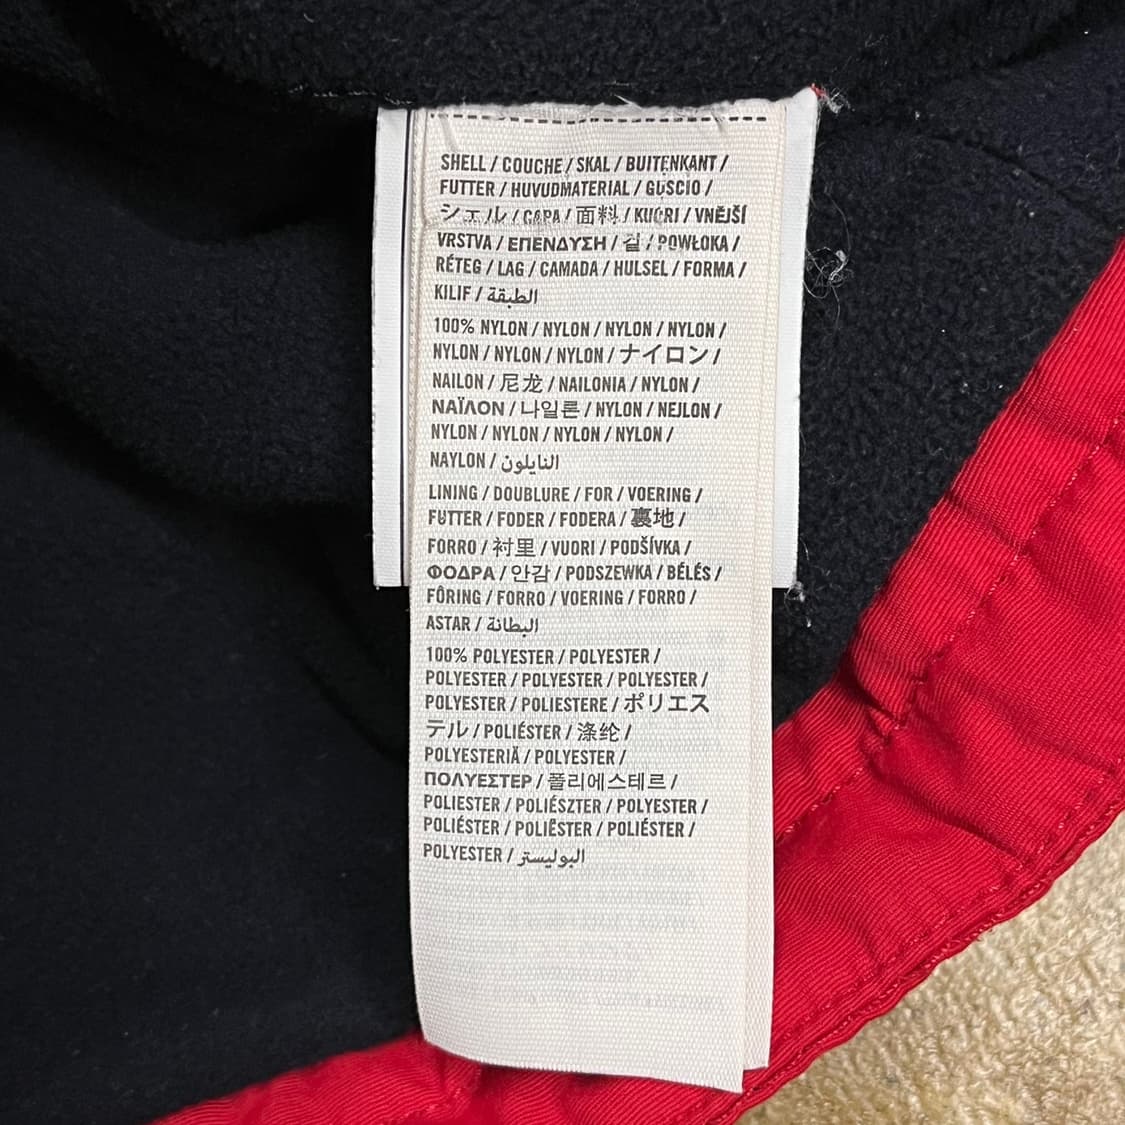 SHELL / COUCHE / SKAL / BUITENKANT /
FUTTER / HUVUDMATERIAL / GUSCIO /
シェル / CAPA / 面料 / KUORI / VNĚJŠÍ
VRSTVA / ΕΠΕΝΔΥΣΗ / 겉 / POWŁOKA /
RÉTEG / LAG / CAMADA / HULSEL / FORMA /
KILIF / الطبقة
100% NYLON / NYLON / NYLON / NYLON /
NYLON / NYLON / NYLON / ナイロン /
NAILON / 尼龙 / NAILONIA / NYLON /
ΝΑΪΛΟΝ / 나일론 / NYLON / NEJLON /
NYLON / NYLON / NYLON / NYLON /
NAYLON / النايلون
LINING / DOUBLURE / FOR / VOERING /
FUTTER / FODER / FODERA / 裏地 /
FORRO / 衬里 / VUORI / PODŠÍVKA /
ΦΟΔΡΑ / 안감 / PODSZEWKA / BÉLÉS /
FÔRING / FORRO / VOERING / FORRO /
ASTAR / البطانة
100% POLYESTER / POLYESTER /
POLYESTER / POLYESTER / POLYESTER /
POLYESTER / POLIESTERE / ポリエス
テル / POLIÉSTER / 涤纶 /
POLYESTERIÄ / POLYESTER /
ΠΟΛΥΕΣΤΕΡ / 폴리에스테르 /
POLIESTER / POLIÉSZTER / POLYESTER /
POLIÉSTER / POLIËSTER / POLIÉSTER /
POLYESTER / البوليستر